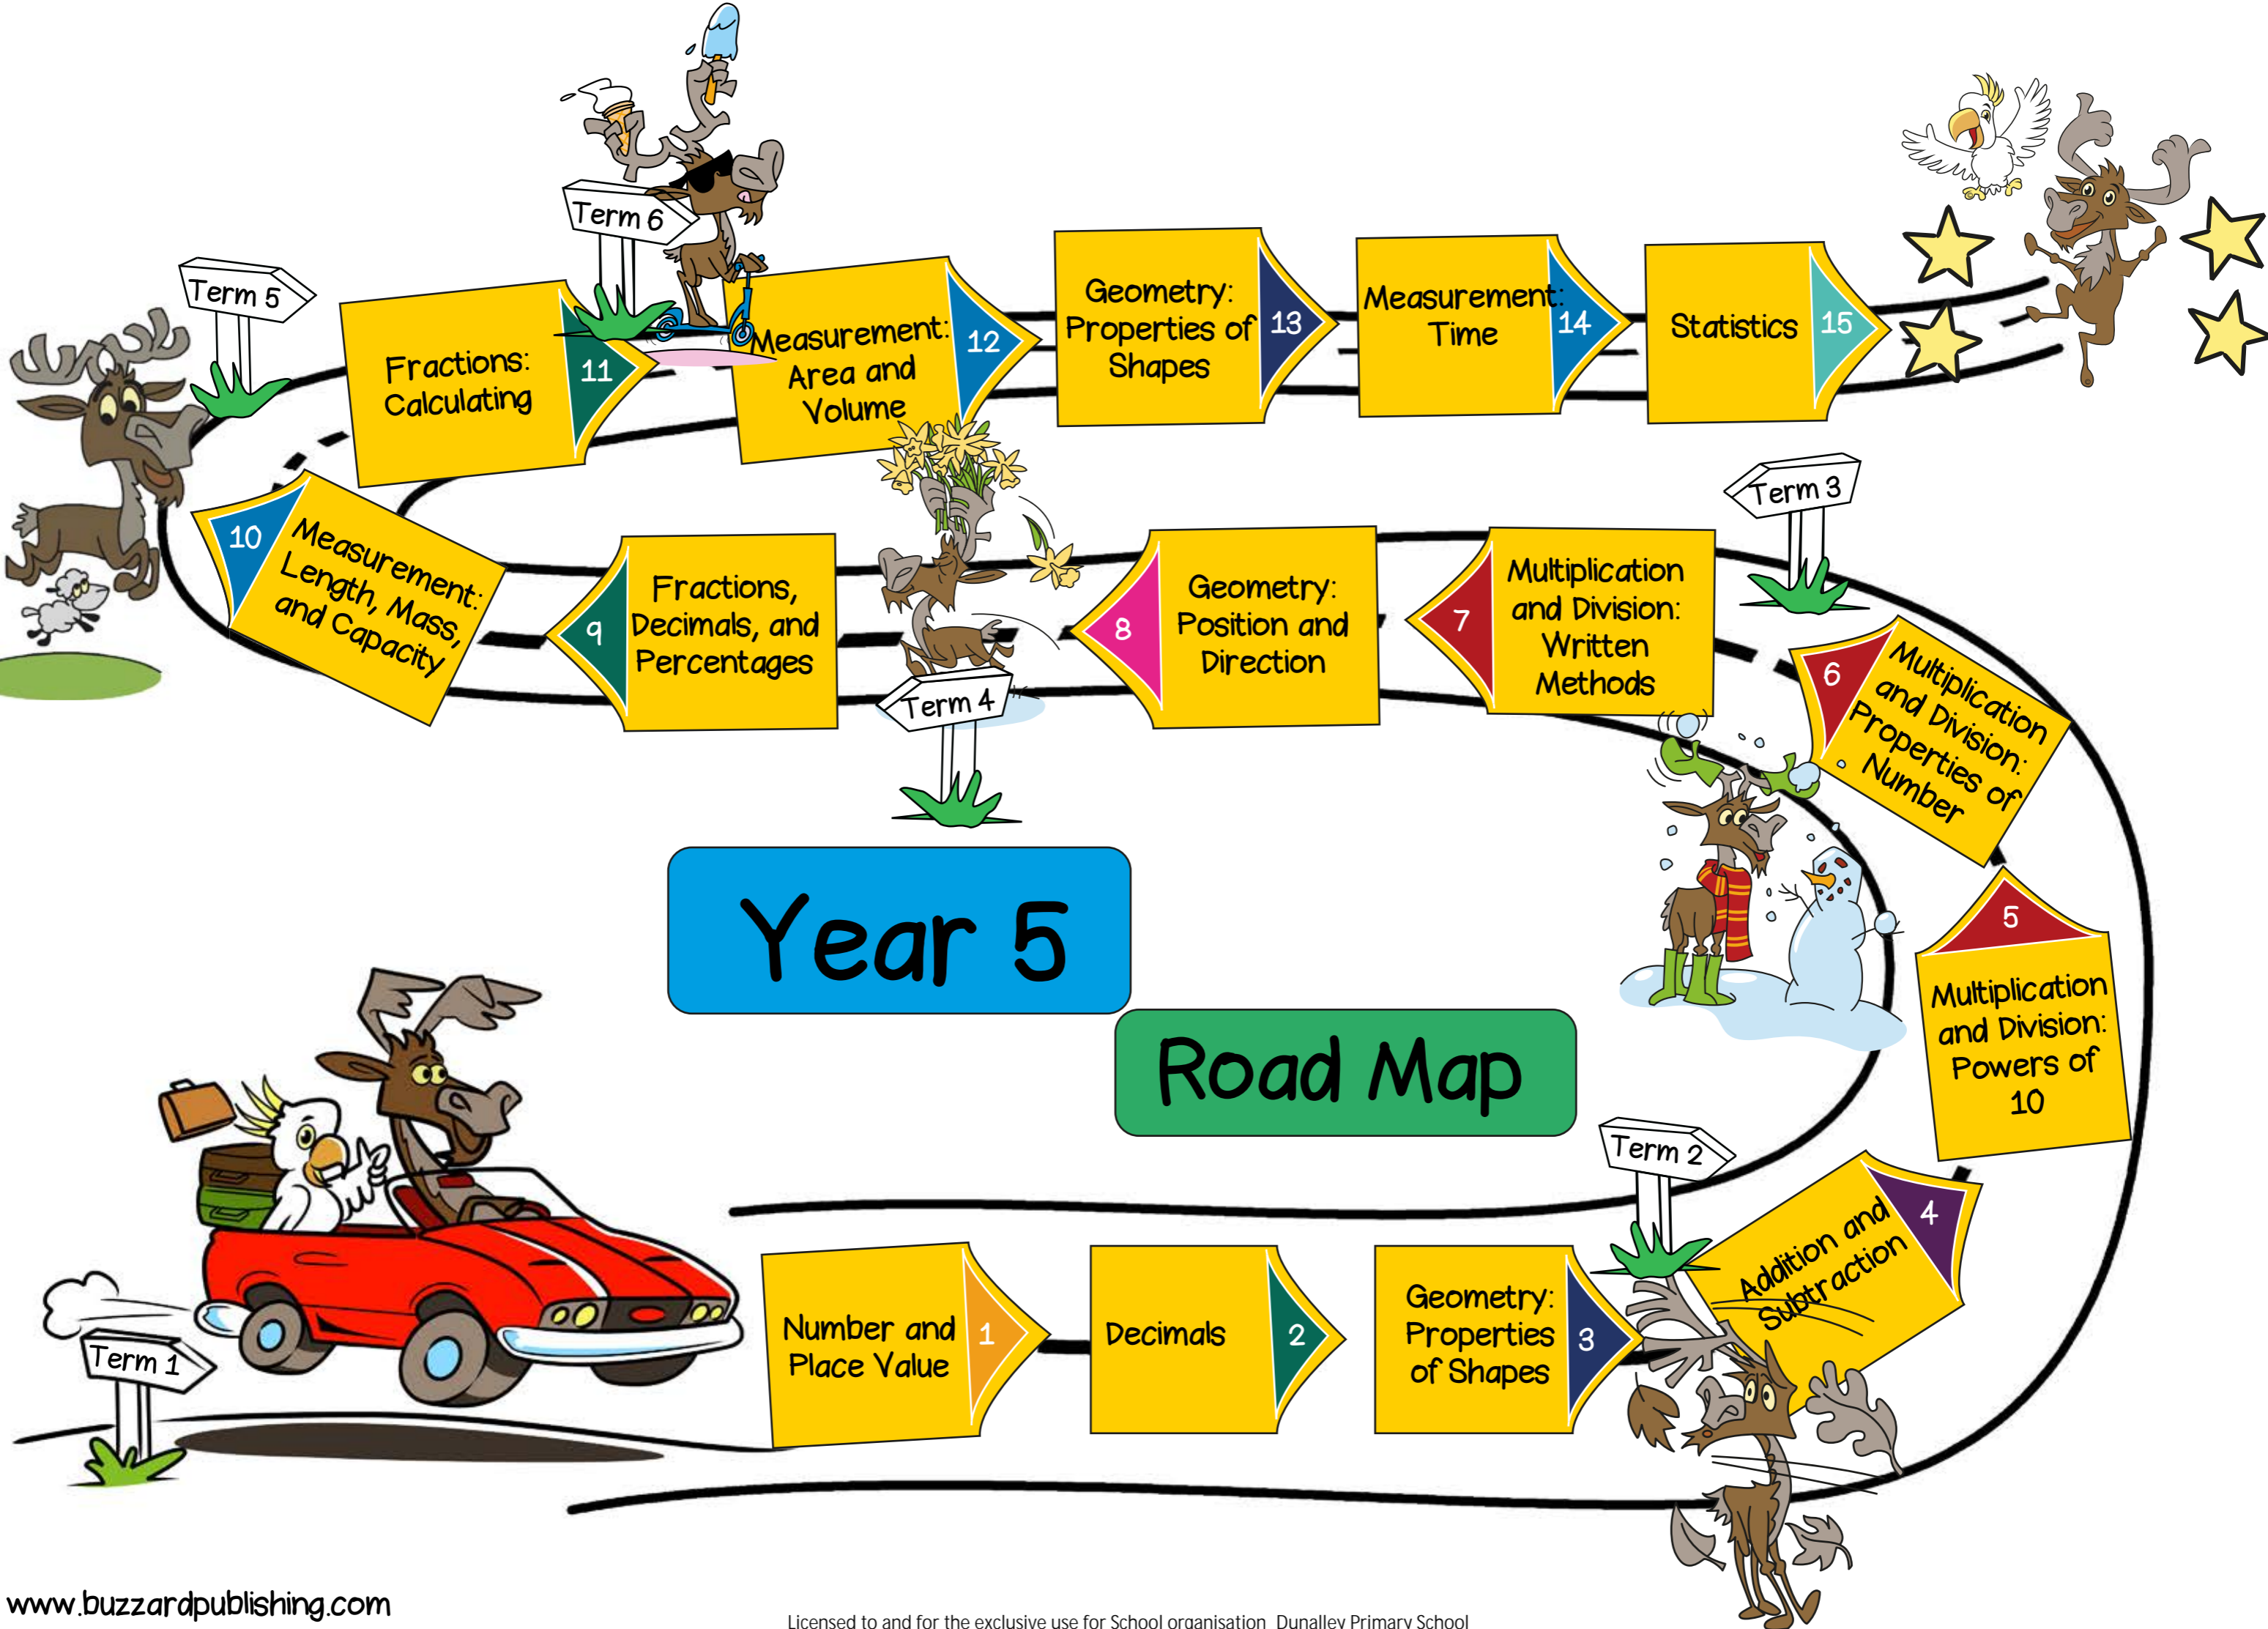 Term 6
Term 5
Fractions:
Calculating
11
Measurement:
Area and
Volume
12
Geometry:
Properties of
Shapes
13
Measurement:
Time
14
Statistics
15
Term 3
10
Measurement:
Length, Mass,
and Capacity
9
Fractions,
Decimals, and
Percentages
Term 4
8
Geometry:
Position and
Direction
7
Multiplication
and Division:
Written
Methods
6
Multiplication
and Division:
Properties of
Number
5
Multiplication
and Division:
Powers of
10
Year 5
Road Map
Term 2
Addition and
Subtraction
4
Term 1
Number and
Place Value
1
Decimals
2
Geometry:
Properties
of Shapes
3
www.buzzardpublishing.com
Licensed to and for the exclusive use for School organisation Dunalley Primary School